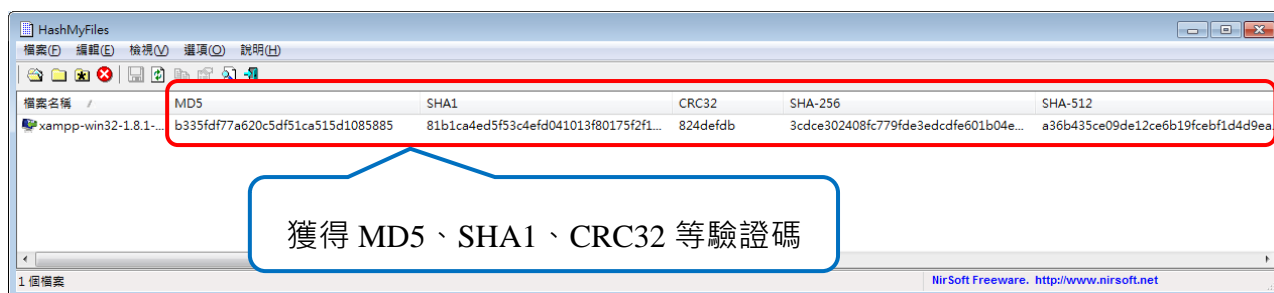 HashMyFiles
檔案(F) 編輯(E) 檢視(V) 選項(O) 說明(H)
檔案名稱 / MD5 SHA1 CRC32 SHA-256 SHA-512
xampp-win32-1.8.1-... b335fdf77a620c5df51ca515d1085885 81b1ca4ed5f53c4efd041013f80175f2f1... 824defdb 3cdce302408fc779fde3edcdfe601b04e... a36b435ce09de12ce6b19fcebf1d4d9ea.
獲得 MD5、SHA1、CRC32 等驗證碼
1 個檔案 NirSoft Freeware. http://www.nirsoft.net